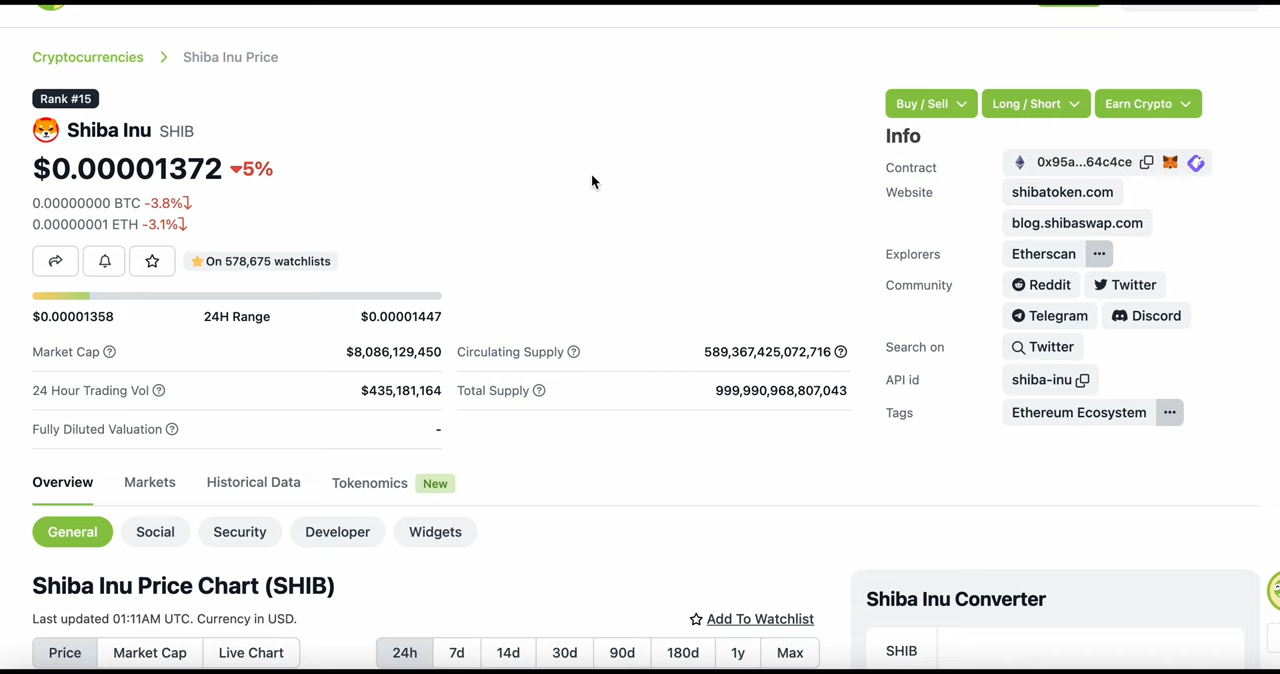 Cryptocurrencies > Shiba Inu Price
Rank #15
Shiba Inu SHIB
$0.00001372 5%
0.00000000 BTC -3.8%
0.00000001 ETH -3.1%
On 578,675 watchlists
$0.00001358 24H Range $0.00001447
Market Cap $8,086,129,450
24 Hour Trading Vol $435,181,164
Fully Diluted Valuation -
Circulating Supply 589,367,425,072,716
Total Supply 999,990,968,807,043
Buy / Sell Long / Short Earn Crypto
Info
Contract 0x95a...64c4ce
Website shibatoken.com
blog.shibaswap.com
Explorers Etherscan ...
Community Reddit Twitter
Telegram Discord
Search on Twitter
API id shiba-inu
Tags Ethereum Ecosystem ...
Overview Markets Historical Data Tokenomics New
General Social Security Developer Widgets
Shiba Inu Price Chart (SHIB)
Last updated 01:11AM UTC. Currency in USD.
Add To Watchlist
Price Market Cap Live Chart
24h 7d 14d 30d 90d 180d 1y Max
Shiba Inu Converter
SHIB